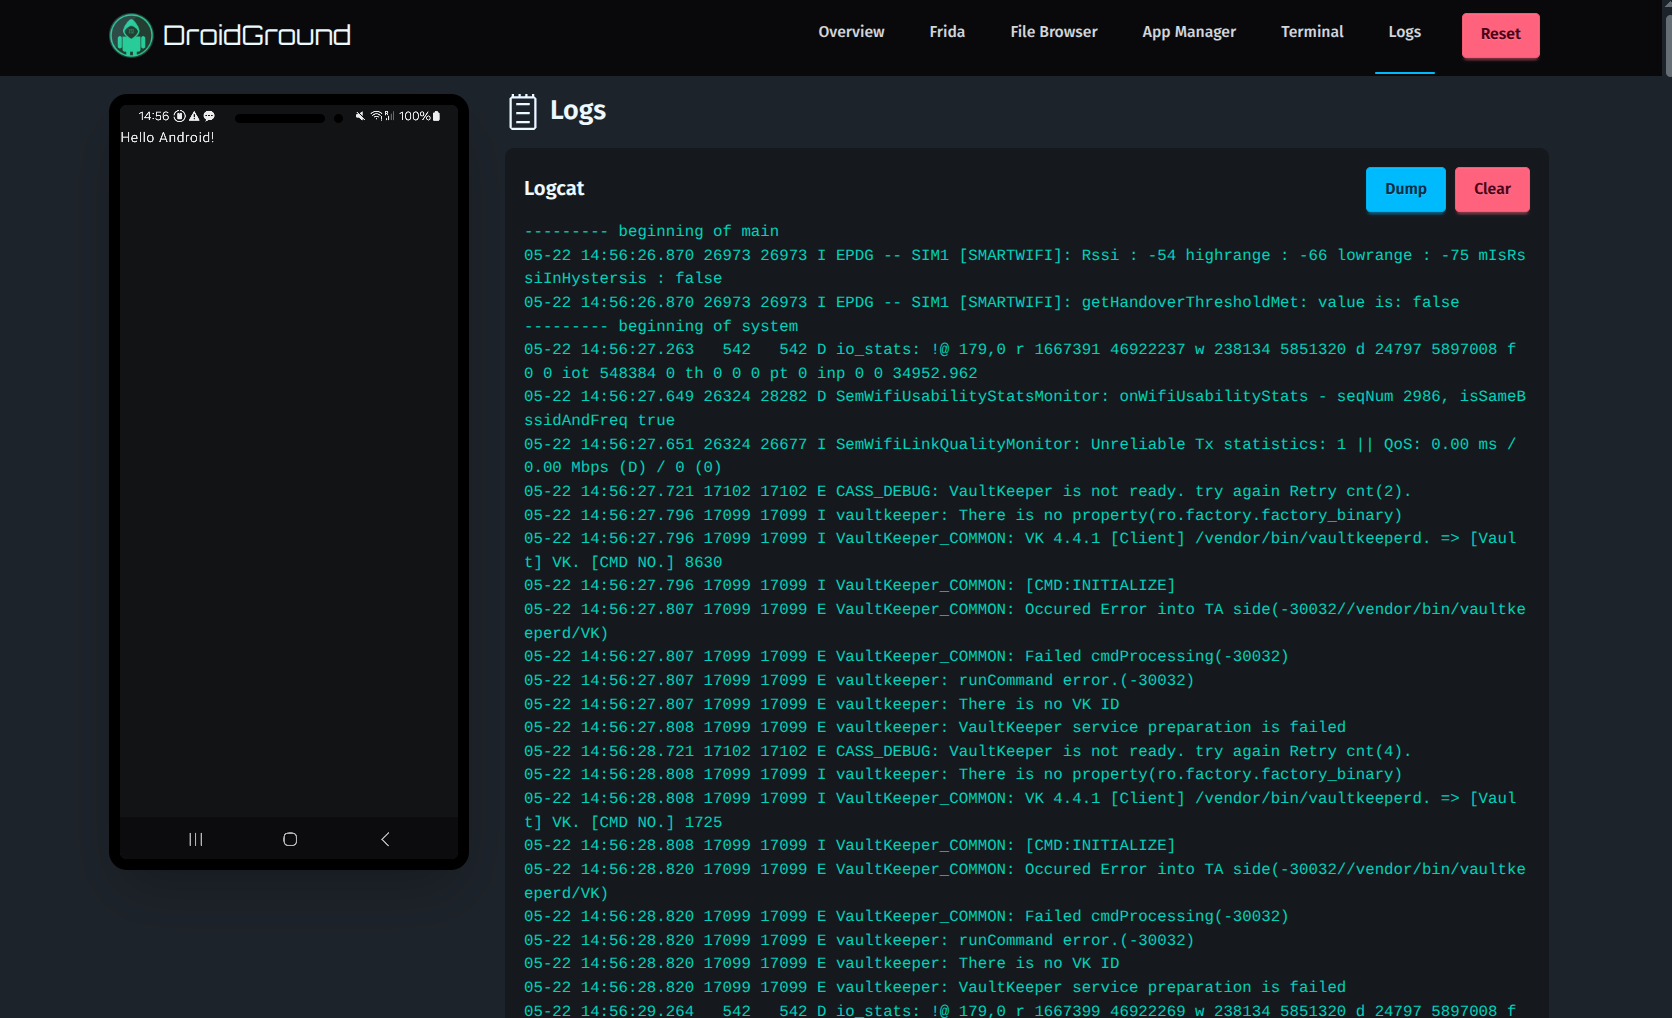 DroidGround
Overview Frida File Browser App Manager Terminal Logs Reset
14:56 100%
Hello Android!
Logs
Logcat Dump Clear
--------- beginning of main
05-22 14:56:26.870 26973 26973 I EPDG -- SIM1 [SMARTWIFI]: Rssi : -54 highrange : -66 lowrange : -75 mIsRs
siInHystersis : false
05-22 14:56:26.870 26973 26973 I EPDG -- SIM1 [SMARTWIFI]: getHandoverThresholdMet: value is: false
--------- beginning of system
05-22 14:56:27.263   542   542 D io_stats: !@ 179,0 r 1667391 46922237 w 238134 5851320 d 24797 5897008 f
0 0 iot 548384 0 th 0 0 0 pt 0 inp 0 0 34952.962
05-22 14:56:27.649 26324 28282 D SemWifiUsabilityStatsMonitor: onWifiUsabilityStats - seqNum 2986, isSameB
ssidAndFreq true
05-22 14:56:27.651 26324 26677 I SemWifiLinkQualityMonitor: Unreliable Tx statistics: 1 || QoS: 0.00 ms /
0.00 Mbps (D) / 0 (0)
05-22 14:56:27.721 17102 17102 E CASS_DEBUG: VaultKeeper is not ready. try again Retry cnt(2).
05-22 14:56:27.796 17099 17099 I vaultkeeper: There is no property(ro.factory.factory_binary)
05-22 14:56:27.796 17099 17099 I VaultKeeper_COMMON: VK 4.4.1 [Client] /vendor/bin/vaultkeeperd. => [Vaul
t] VK. [CMD NO.] 8630
05-22 14:56:27.796 17099 17099 I VaultKeeper_COMMON: [CMD:INITIALIZE]
05-22 14:56:27.807 17099 17099 E VaultKeeper_COMMON: Occured Error into TA side(-30032//vendor/bin/vaultke
eperd/VK)
05-22 14:56:27.807 17099 17099 E VaultKeeper_COMMON: Failed cmdProcessing(-30032)
05-22 14:56:27.807 17099 17099 E vaultkeeper: runCommand error.(-30032)
05-22 14:56:27.807 17099 17099 E vaultkeeper: There is no VK ID
05-22 14:56:27.808 17099 17099 E vaultkeeper: VaultKeeper service preparation is failed
05-22 14:56:28.721 17102 17102 E CASS_DEBUG: VaultKeeper is not ready. try again Retry cnt(4).
05-22 14:56:28.808 17099 17099 I vaultkeeper: There is no property(ro.factory.factory_binary)
05-22 14:56:28.808 17099 17099 I VaultKeeper_COMMON: VK 4.4.1 [Client] /vendor/bin/vaultkeeperd. => [Vaul
t] VK. [CMD NO.] 1725
05-22 14:56:28.808 17099 17099 I VaultKeeper_COMMON: [CMD:INITIALIZE]
05-22 14:56:28.820 17099 17099 E VaultKeeper_COMMON: Occured Error into TA side(-30032//vendor/bin/vaultke
eperd/VK)
05-22 14:56:28.820 17099 17099 E VaultKeeper_COMMON: Failed cmdProcessing(-30032)
05-22 14:56:28.820 17099 17099 E vaultkeeper: runCommand error.(-30032)
05-22 14:56:28.820 17099 17099 E vaultkeeper: There is no VK ID
05-22 14:56:28.820 17099 17099 E vaultkeeper: VaultKeeper service preparation is failed
05-22 14:56:29.264   542   542 D io_stats: !@ 179,0 r 1667399 46922269 w 238134 5851320 d 24797 5897008 f